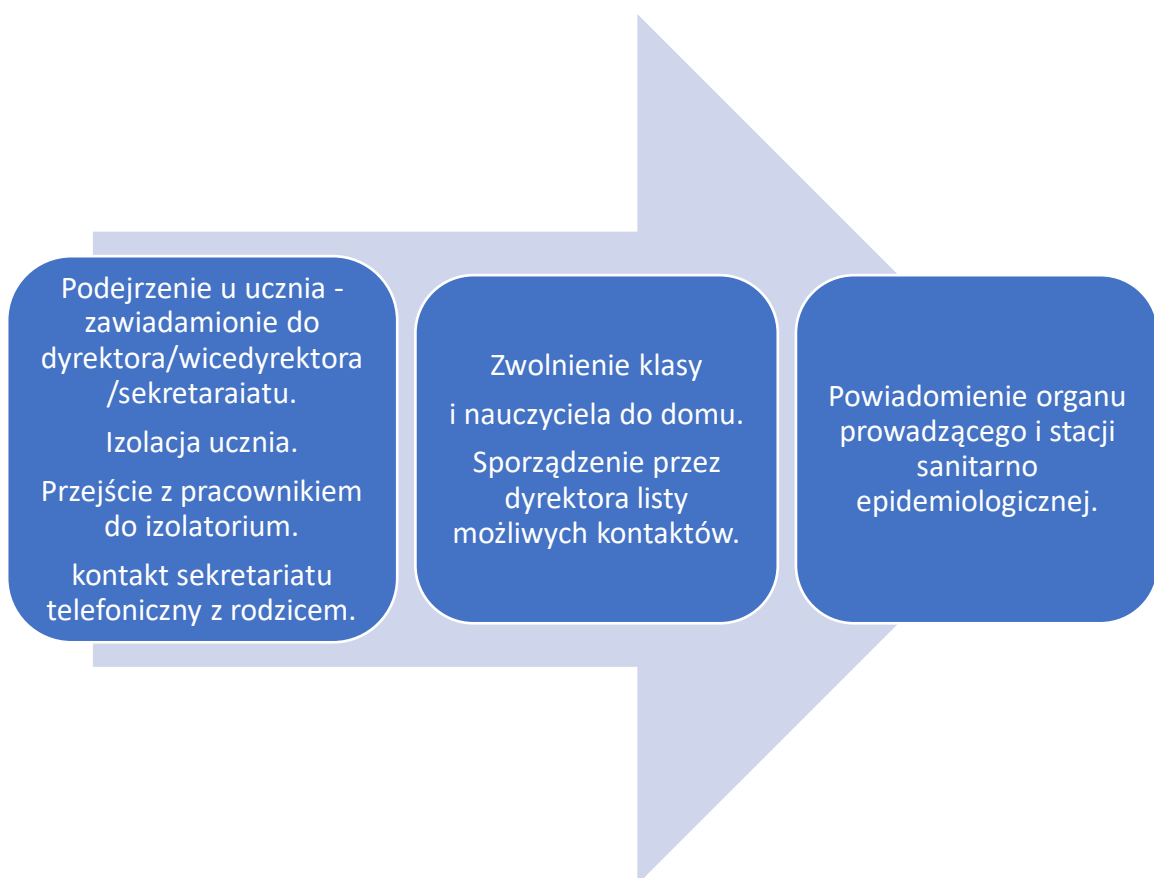 Podejrzenie u ucznia -
zawiadamionie do
dyrektora/wicedyrektora
/sekretaraiatu.
Izolacja ucznia.
Przejście z pracownikiem
do izolatorium.
kontakt sekretariatu
telefoniczny z rodzicem.
Zwolnienie klasy
i nauczyciela do domu.
Sporządzenie przez
dyrektora listy
możliwych kontaktów.
Powiadomienie organu
prowadzącego i stacji
sanitarno
epidemiologicznej.